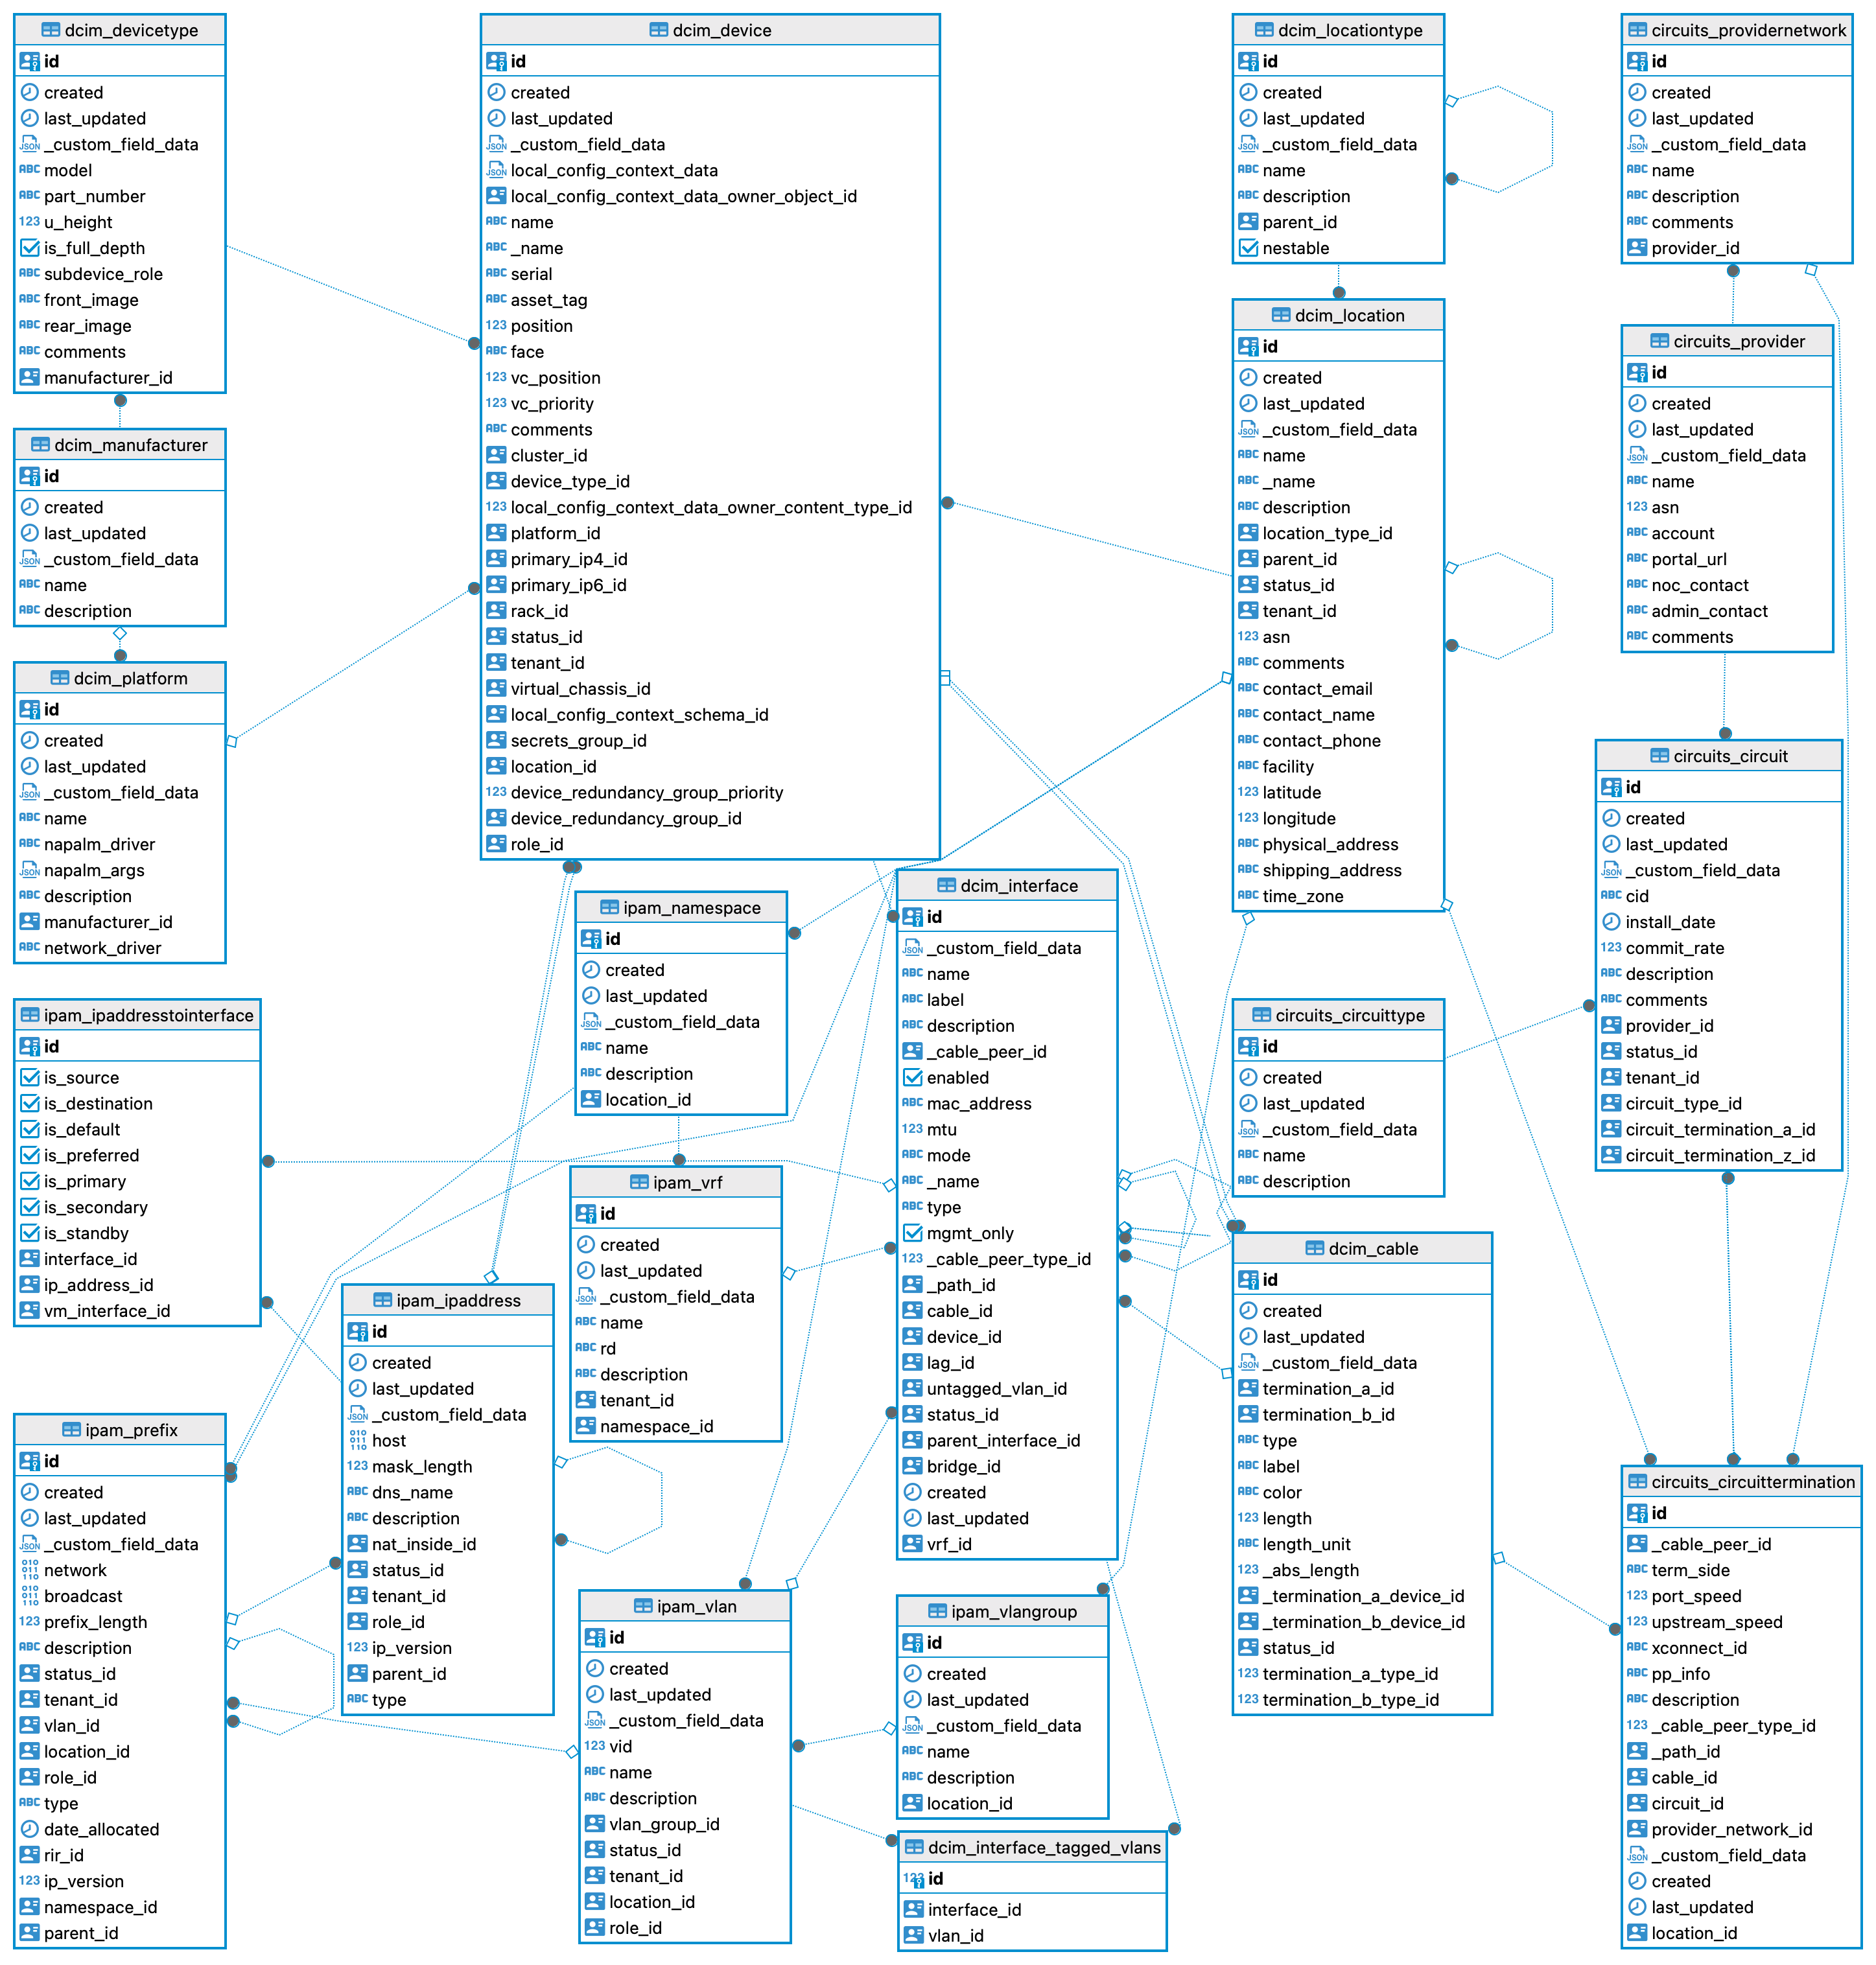 dcim_devicetype
id
created
last_updated
_custom_field_data
model
part_number
u_height
is_full_depth
subdevice_role
front_image
rear_image
comments
manufacturer_id
dcim_manufacturer
id
created
last_updated
_custom_field_data
name
description
dcim_platform
id
created
last_updated
_custom_field_data
name
napalm_driver
napalm_args
description
manufacturer_id
network_driver
ipam_ipaddresstointerface
id
is_source
is_destination
is_default
is_preferred
is_primary
is_secondary
is_standby
interface_id
ip_address_id
vm_interface_id
ipam_prefix
id
created
last_updated
_custom_field_data
network
broadcast
prefix_length
description
status_id
tenant_id
vlan_id
location_id
role_id
type
date_allocated
rir_id
ip_version
namespace_id
parent_id
dcim_device
id
created
last_updated
_custom_field_data
local_config_context_data
local_config_context_data_owner_object_id
name
_name
serial
asset_tag
position
face
vc_position
vc_priority
comments
cluster_id
device_type_id
local_config_context_data_owner_content_type_id
platform_id
primary_ip4_id
primary_ip6_id
rack_id
status_id
tenant_id
virtual_chassis_id
local_config_context_schema_id
secrets_group_id
location_id
device_redundancy_group_priority
device_redundancy_group_id
role_id
ipam_namespace
id
created
last_updated
_custom_field_data
name
description
location_id
ipam_vrf
id
created
last_updated
_custom_field_data
name
rd
description
tenant_id
namespace_id
ipam_ipaddress
id
created
last_updated
_custom_field_data
host
mask_length
dns_name
description
nat_inside_id
status_id
tenant_id
role_id
ip_version
parent_id
type
ipam_vlan
id
created
last_updated
_custom_field_data
vid
name
description
vlan_group_id
status_id
tenant_id
location_id
role_id
dcim_interface
id
_custom_field_data
name
label
description
_cable_peer_id
enabled
mac_address
mtu
mode
_name
type
mgmt_only
_cable_peer_type_id
_path_id
cable_id
device_id
lag_id
untagged_vlan_id
status_id
parent_interface_id
bridge_id
created
last_updated
vrf_id
ipam_vlangroup
id
created
last_updated
_custom_field_data
name
description
location_id
dcim_interface_tagged_vlans
id
interface_id
vlan_id
dcim_locationtype
id
created
last_updated
_custom_field_data
name
description
parent_id
nestable
dcim_location
id
created
last_updated
_custom_field_data
name
_name
description
location_type_id
parent_id
status_id
tenant_id
asn
comments
contact_email
contact_name
contact_phone
facility
latitude
longitude
physical_address
shipping_address
time_zone
circuits_circuittype
id
created
last_updated
_custom_field_data
name
description
dcim_cable
id
created
last_updated
_custom_field_data
termination_a_id
termination_b_id
type
label
color
length
length_unit
_abs_length
_termination_a_device_id
_termination_b_device_id
status_id
termination_a_type_id
termination_b_type_id
circuits_providernetwork
id
created
last_updated
_custom_field_data
name
description
comments
provider_id
circuits_provider
id
created
last_updated
_custom_field_data
name
asn
account
portal_url
noc_contact
admin_contact
comments
circuits_circuit
id
created
last_updated
_custom_field_data
cid
install_date
commit_rate
description
comments
provider_id
status_id
tenant_id
circuit_type_id
circuit_termination_a_id
circuit_termination_z_id
circuits_circuittermination
id
_cable_peer_id
term_side
port_speed
upstream_speed
xconnect_id
pp_info
description
_cable_peer_type_id
_path_id
cable_id
circuit_id
provider_network_id
_custom_field_data
created
last_updated
location_id